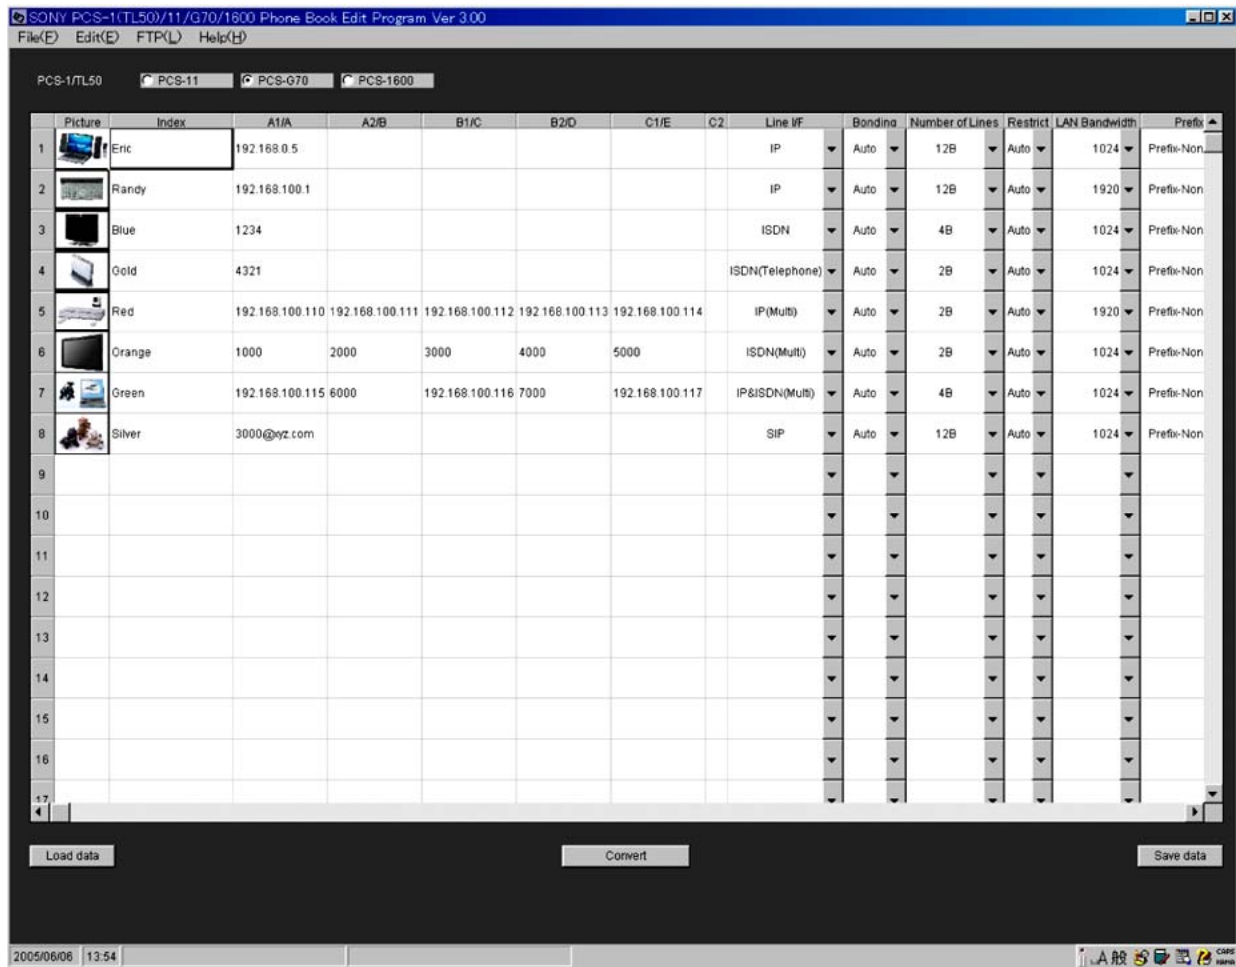 SONY PCS-1(TL50)/11/G70/1600 Phone Book Edit Program Ver 3.00
File(F) Edit(E) FTP(L) Help(H)
PCS-1/TL50 PCS-11 PCS-G70 PCS-1600
Picture Index A1/A A2/B B1/C B2/D C1/E C2 Line I/F Bonding Number of Lines Restrict LAN Bandwidth Prefix
1 Eric 192.168.0.5 IP Auto 12B Auto 1024 Prefix-Non
2 Randy 192.168.100.1 IP Auto 12B Auto 1920 Prefix-Non
3 Blue 1234 ISDN Auto 4B Auto 1024 Prefix-Non
4 Gold 4321 ISDN(Telephone) Auto 2B Auto 1024 Prefix-Non
5 Red 192.168.100.110 192.168.100.111 192.168.100.112 192.168.100.113 192.168.100.114 IP(Multi) Auto 2B Auto 1920 Prefix-Non
6 Orange 1000 2000 3000 4000 5000 ISDN(Multi) Auto 2B Auto 1024 Prefix-Non
7 Green 192.168.100.115 6000 192.168.100.116 7000 192.168.100.117 IP&ISDN(Multi) Auto 4B Auto 1024 Prefix-Non
8 Silver 3000@xyz.com SIP Auto 12B Auto 1024 Prefix-Non
9
10
11
12
13
14
15
16
17
Load data Convert Save data
2005/06/06 13:54 A 般 CAPS
KANA